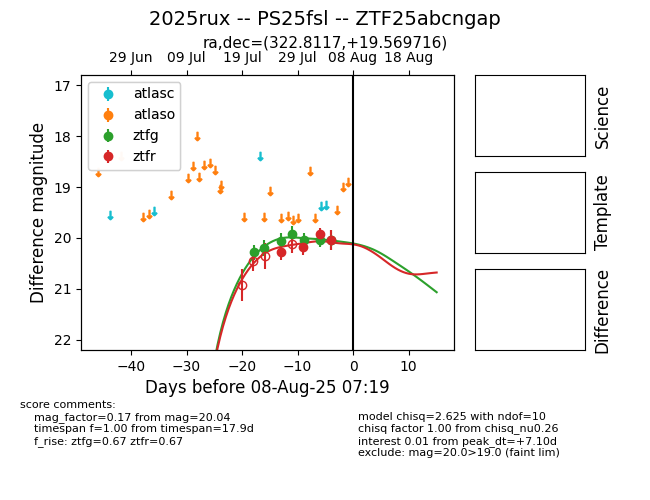 2025rux -- PS25fsl -- ZTF25abcngap
ra,dec=(322.8117,+19.569716)
29 Jun 09 Jul 19 Jul 29 Jul 08 Aug 18 Aug
17
18
19
20
21
22
Difference magnitude
atlasc
atlaso
ztfg
ztfr
−40 −30 −20 −10 0 10
Days before 08-Aug-25 07:19
Science
Template
Difference
score comments:
mag_factor=0.17 from mag=20.04
timespan f=1.00 from timespan=17.9d
f_rise: ztfg=0.67 ztfr=0.67
model chisq=2.625 with ndof=10
chisq factor 1.00 from chisq_nu0.26
interest 0.01 from peak_dt=+7.10d
exclude: mag=20.0>19.0 (faint lim)